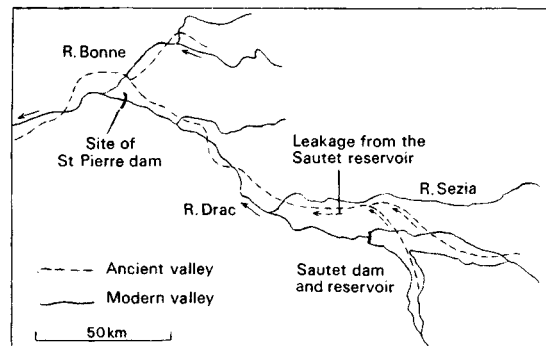 R. Bonne
Site of
St Pierre dam
Leakage from the
Sautet reservoir
R. Sezia
R. Drac
Sautet dam
and reservoir
Ancient valley
Modern valley
50km